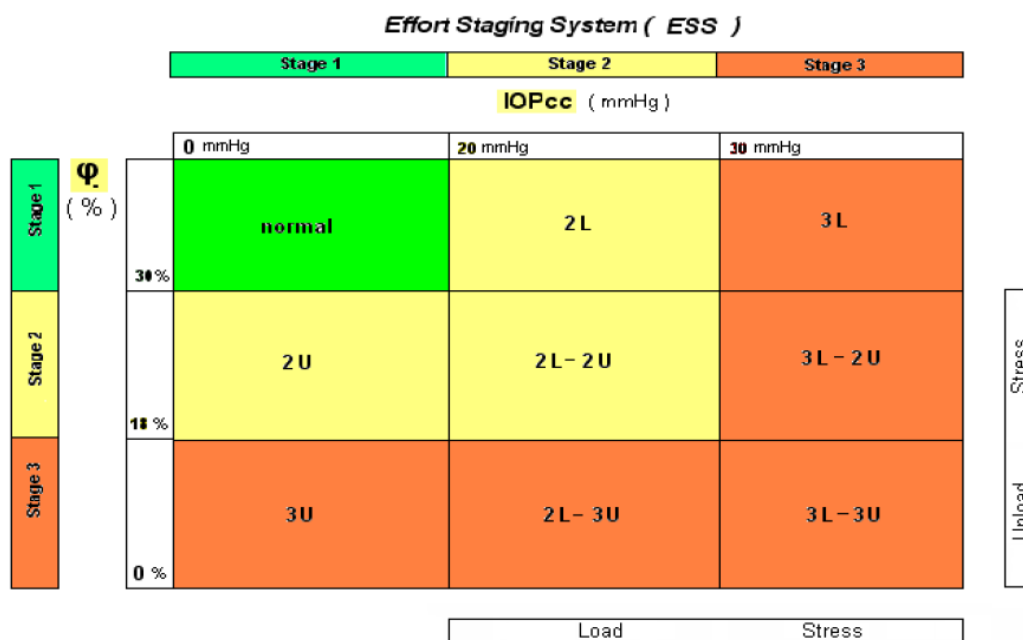 Effort Staging System ( ESS )
Stage 1 Stage 2 Stage 3
IOPcc ( mmHg )
0 mmHg 20 mmHg 30 mmHg
φ
( % )
Stage 1
normal 2 L 3 L
30 %
Stage 2
2 U 2 L – 2 U 3 L – 2 U
18 %
Stage 3
3 U 2 L – 3 U 3 L – 3 U
0 %
Stress
Unload
Load Stress